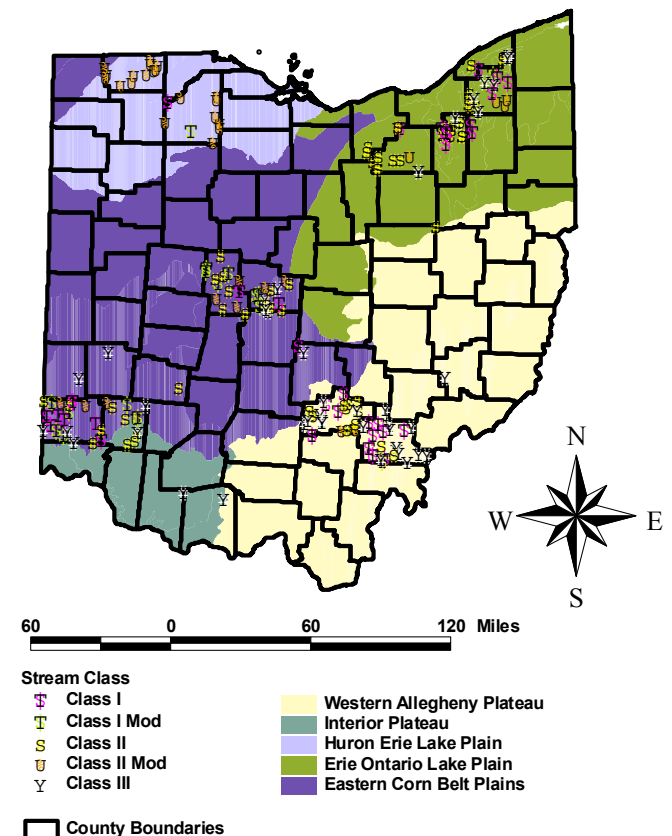 N
W E
S
60 0 60 120 Miles
Stream Class
Class I
Class I Mod
Class II
Class II Mod
Class III
Western Allegheny Plateau
Interior Plateau
Huron Erie Lake Plain
Erie Ontario Lake Plain
Eastern Corn Belt Plains
County Boundaries